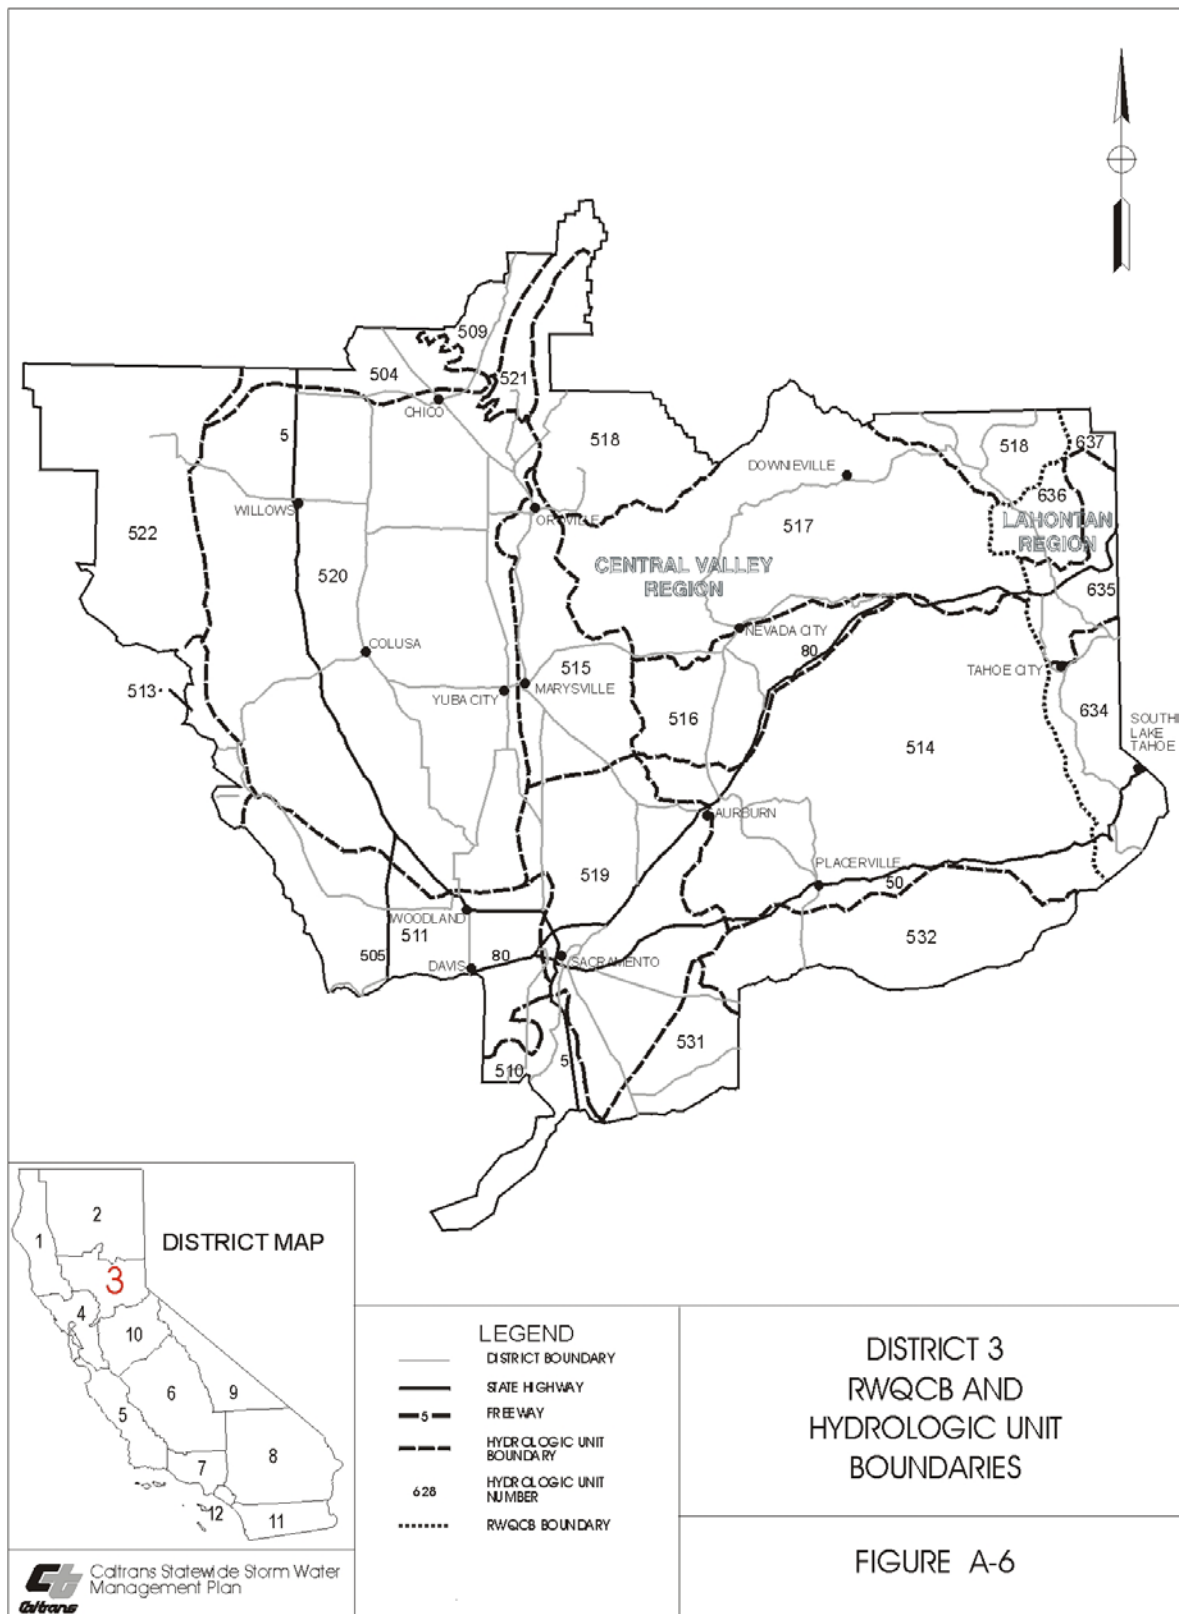 509
504
521
CHICO
5
518
DOWNIEVILLE
518
637
636
WILLOWS
OROVILLE
522
517
LAHONTAN
REGION
520
CENTRAL VALLEY
REGION
635
NEVADA CITY
COLUSA
80
515
TAHOE CITY
513
YUBA CITY
MARYSVILLE
516
634
514
SOUTH
LAKE
TAHOE
AURBURN
PLACERVILLE
519
50
WOODLAND
511
532
505
DAVIS
80
SACRAMENTO
531
510
5
DISTRICT MAP
1
2
3
4
10
6
9
5
7
8
12
11
Caltrans
Caltrans Statewide Storm Water
Management Plan
LEGEND
DISTRICT BOUNDARY
STATE HIGHWAY
5
FREEWAY
HYDROLOGIC UNIT
BOUNDARY
628
HYDROLOGIC UNIT
NUMBER
RWQCB BOUNDARY
DISTRICT 3
RWQCB AND
HYDROLOGIC UNIT
BOUNDARIES
FIGURE A-6